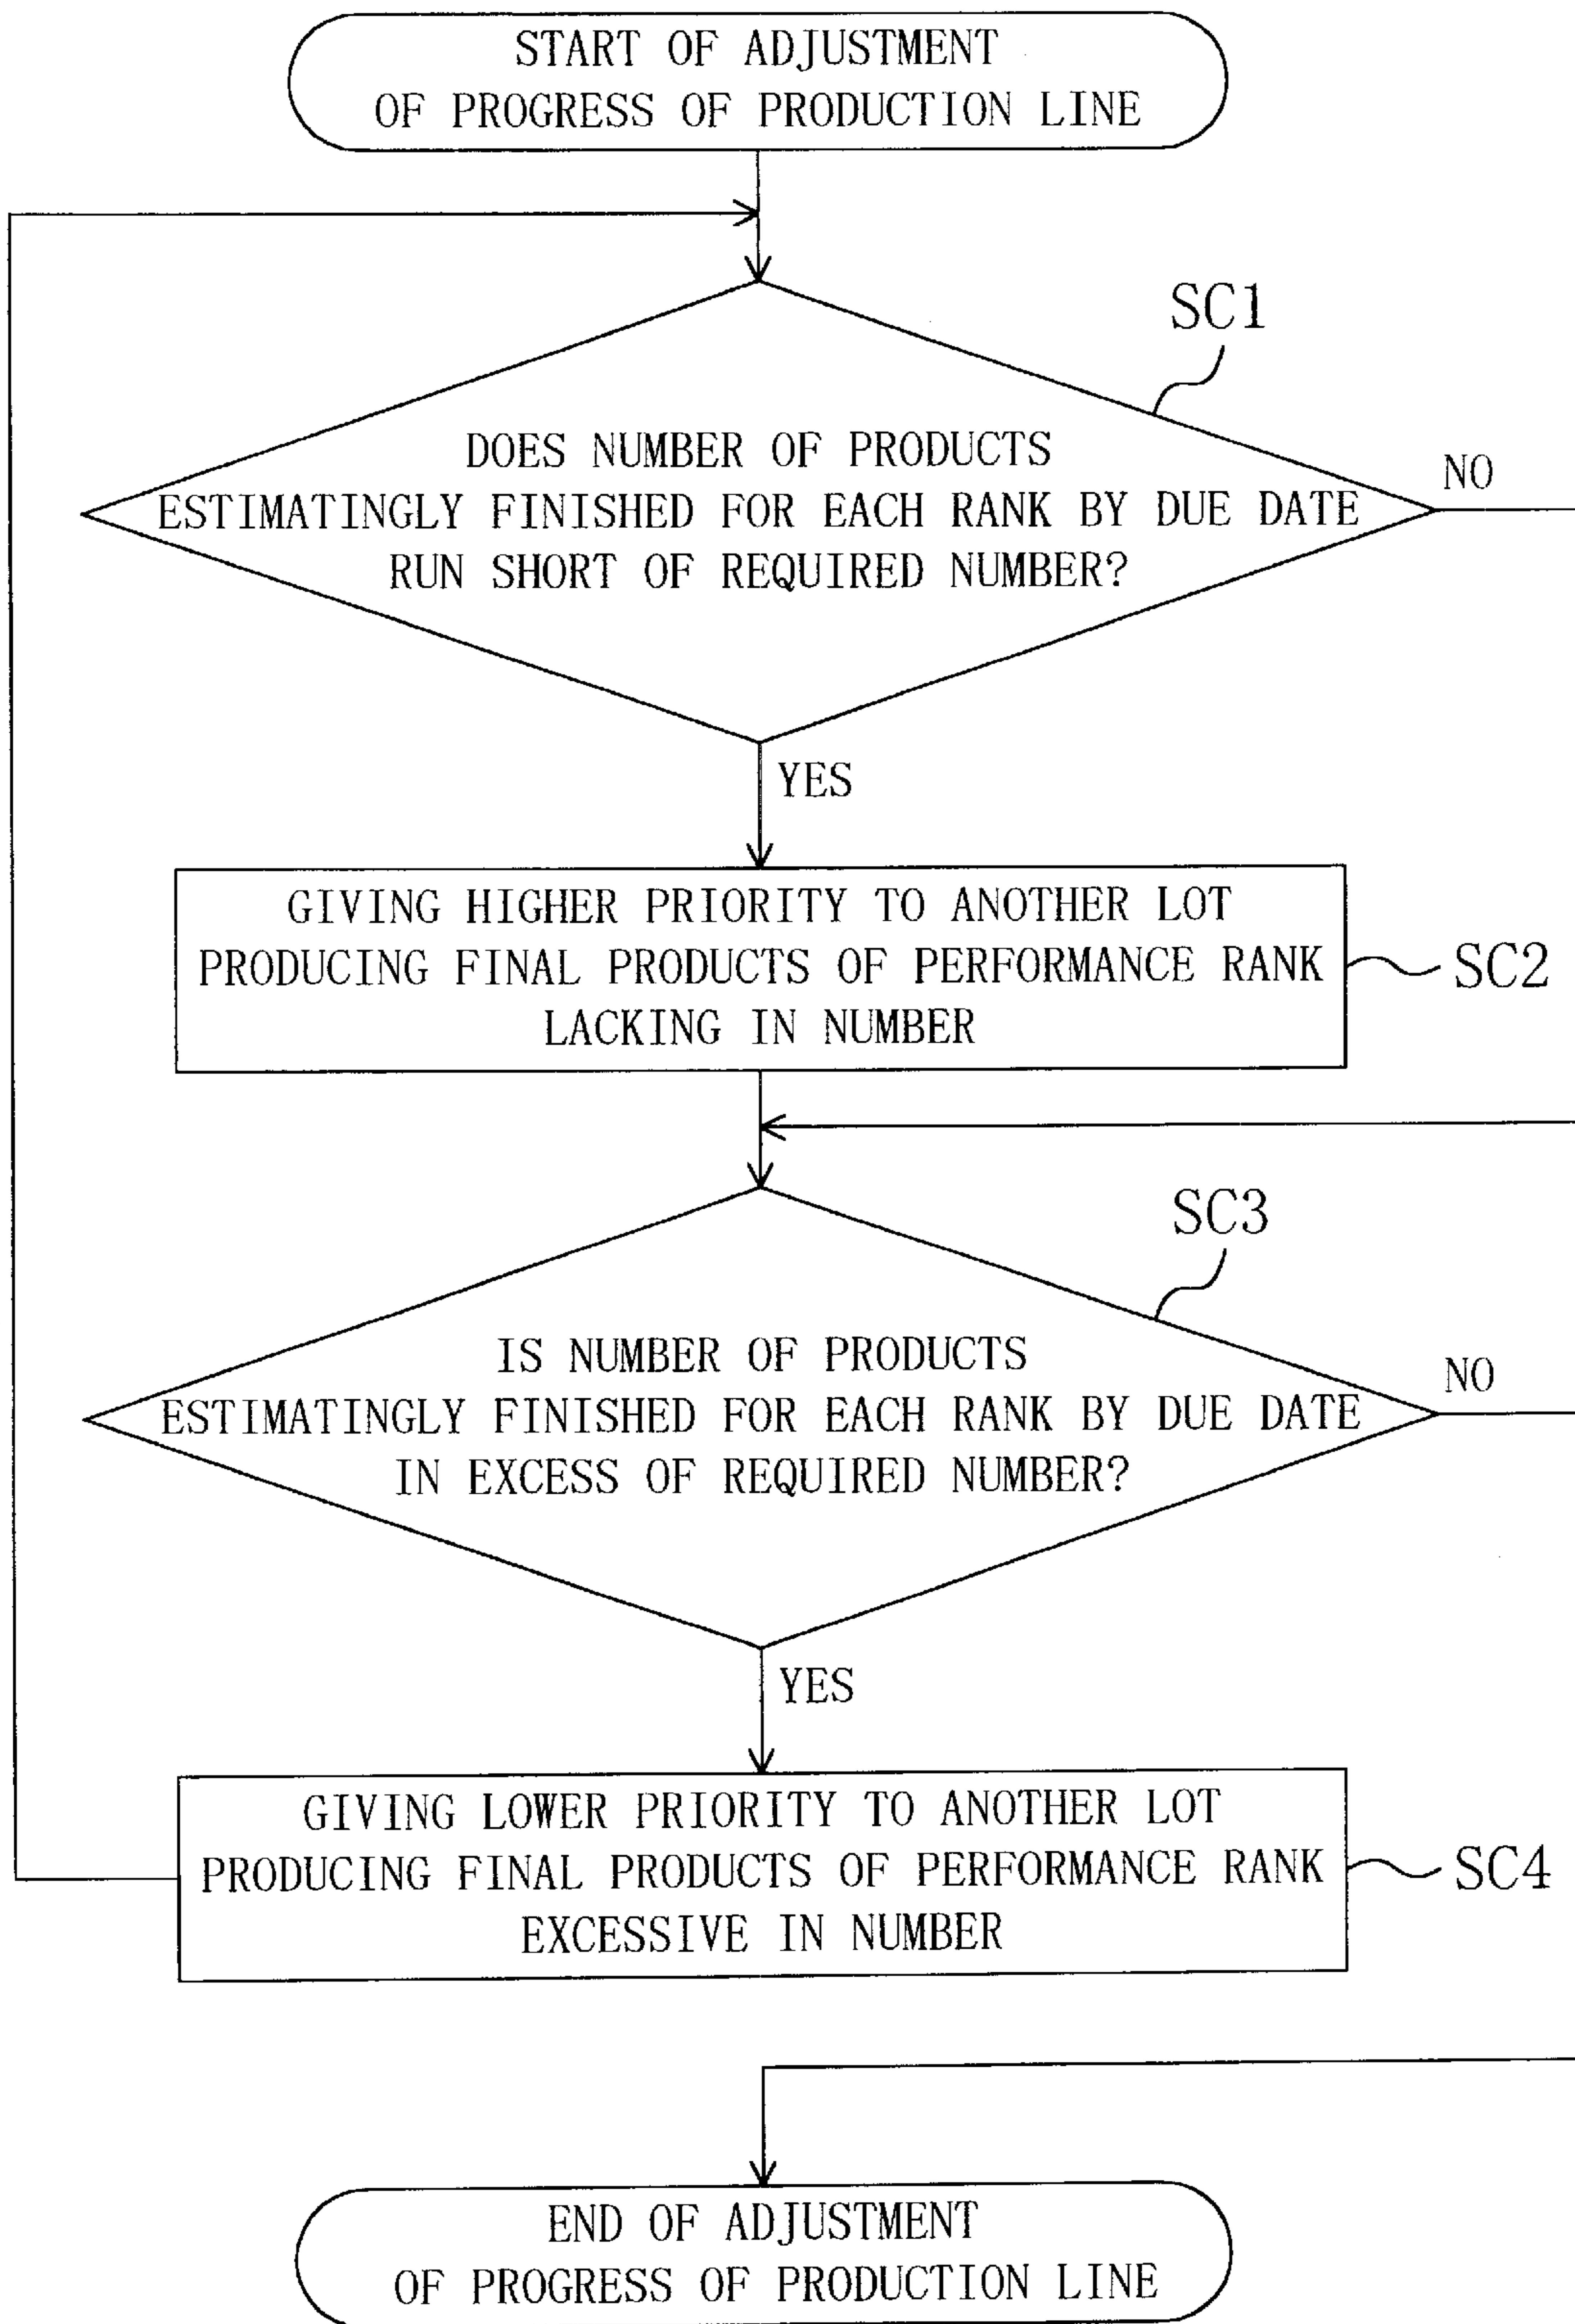 START OF ADJUSTMENT
OF PROGRESS OF PRODUCTION LINE
SC1
DOES NUMBER OF PRODUCTS
ESTIMATINGLY FINISHED FOR EACH RANK BY DUE DATE
RUN SHORT OF REQUIRED NUMBER?
NO
YES
GIVING HIGHER PRIORITY TO ANOTHER LOT
PRODUCING FINAL PRODUCTS OF PERFORMANCE RANK
LACKING IN NUMBER
SC2
SC3
IS NUMBER OF PRODUCTS
ESTIMATINGLY FINISHED FOR EACH RANK BY DUE DATE
IN EXCESS OF REQUIRED NUMBER?
NO
YES
GIVING LOWER PRIORITY TO ANOTHER LOT
PRODUCING FINAL PRODUCTS OF PERFORMANCE RANK
EXCESSIVE IN NUMBER
SC4
END OF ADJUSTMENT
OF PROGRESS OF PRODUCTION LINE